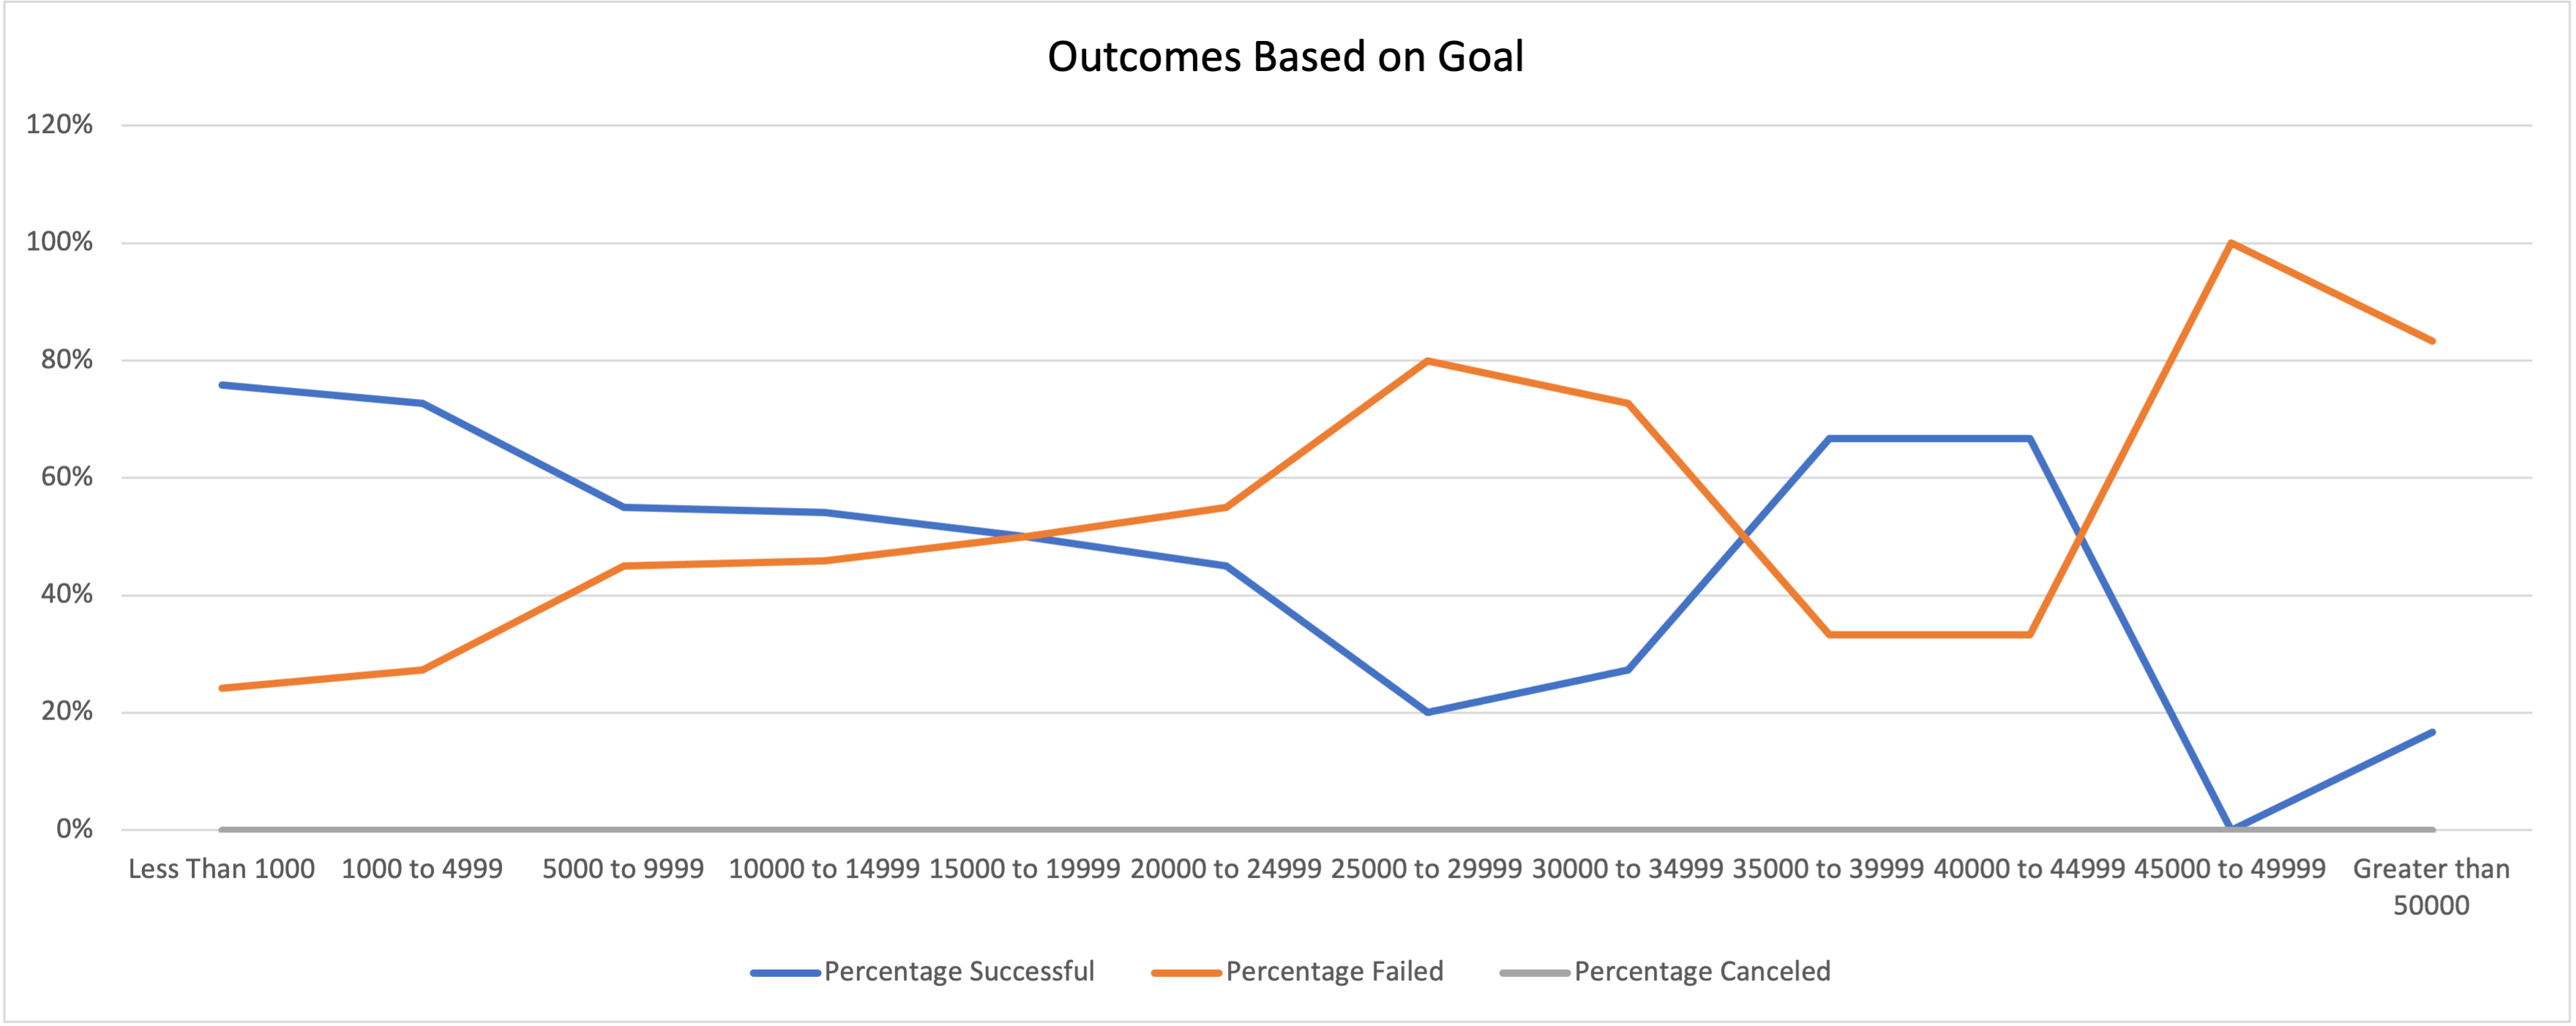 Outcomes Based on Goal
120%
100%
80%
60%
40%
20%
0%
Less Than 1000 1000 to 4999 5000 to 9999 10000 to 14999 15000 to 19999 20000 to 24999 25000 to 29999 30000 to 34999 35000 to 39999 40000 to 44999 45000 to 49999 Greater than
50000
Percentage Successful Percentage Failed Percentage Canceled